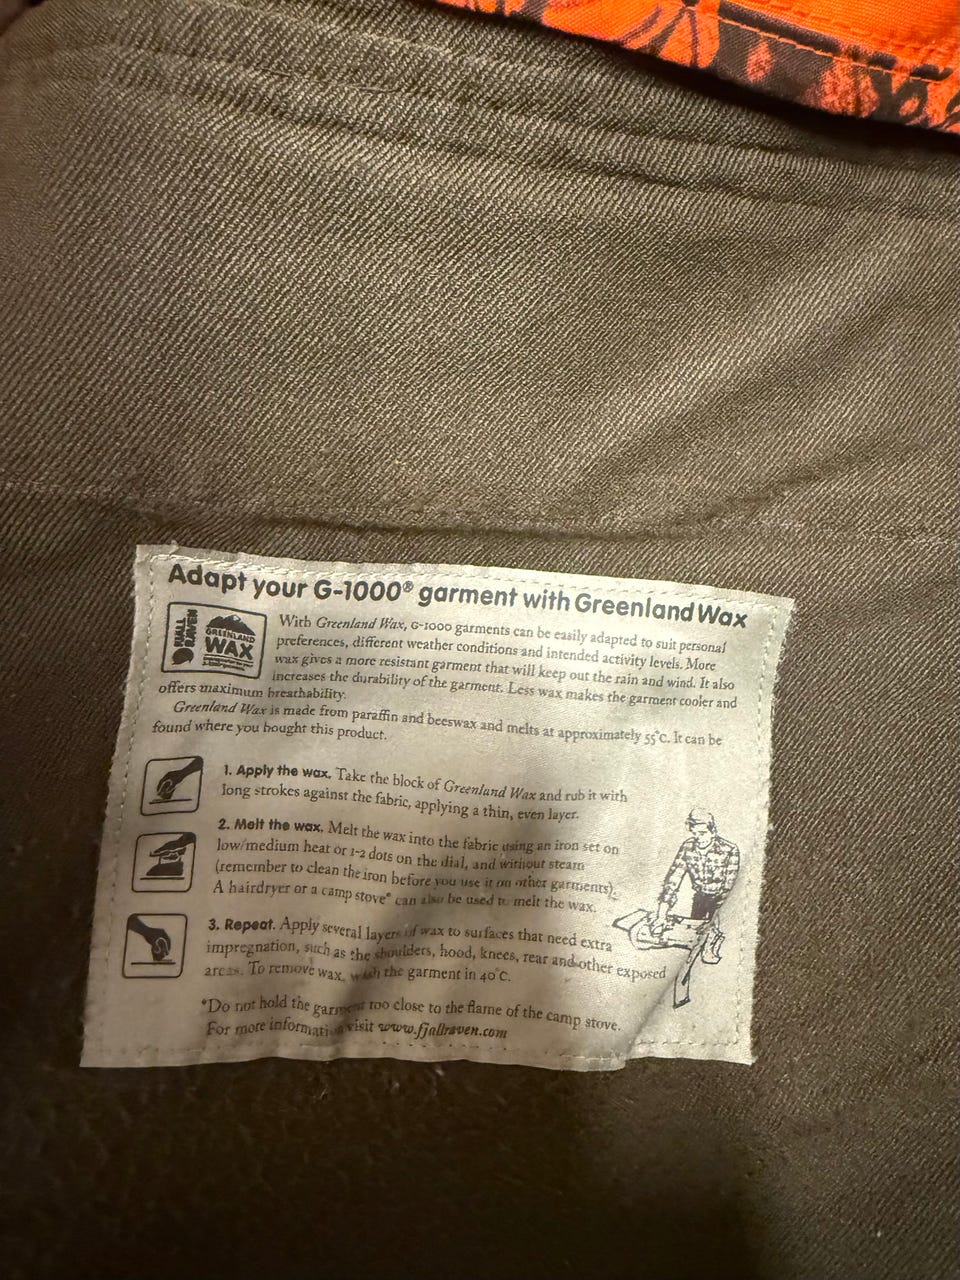 Adapt your G-1000® garment with Greenland Wax
FJÄLL
RÄVEN
GREENLAND
WAX
With Greenland Wax, G-1000 garments can be easily adapted to suit personal
preferences, different weather conditions and intended activity levels. More
wax gives a more resistant garment that will keep out the rain and wind. It also
increases the durability of the garment. Less wax makes the garment cooler and
offers maximum breathability.
Greenland Wax is made from paraffin and beeswax and melts at approximately 55°C. It can be
found where you bought this product.
1. Apply the wax. Take the block of Greenland Wax and rub it with
long strokes against the fabric, applying a thin, even layer.
2. Melt the wax. Melt the wax into the fabric using an iron set on
low/medium heat or 1-2 dots on the dial, and without steam
(remember to clean the iron before you use it on other garments).
A hairdryer or a camp stove* can also be used to melt the wax.
3. Repeat. Apply several layers of wax to surfaces that need extra
impregnation, such as the shoulders, hood, knees, rear and other exposed
areas. To remove wax, wash the garment in 40°C.
*Do not hold the garment too close to the flame of the camp stove.
For more information visit www.fjallraven.com